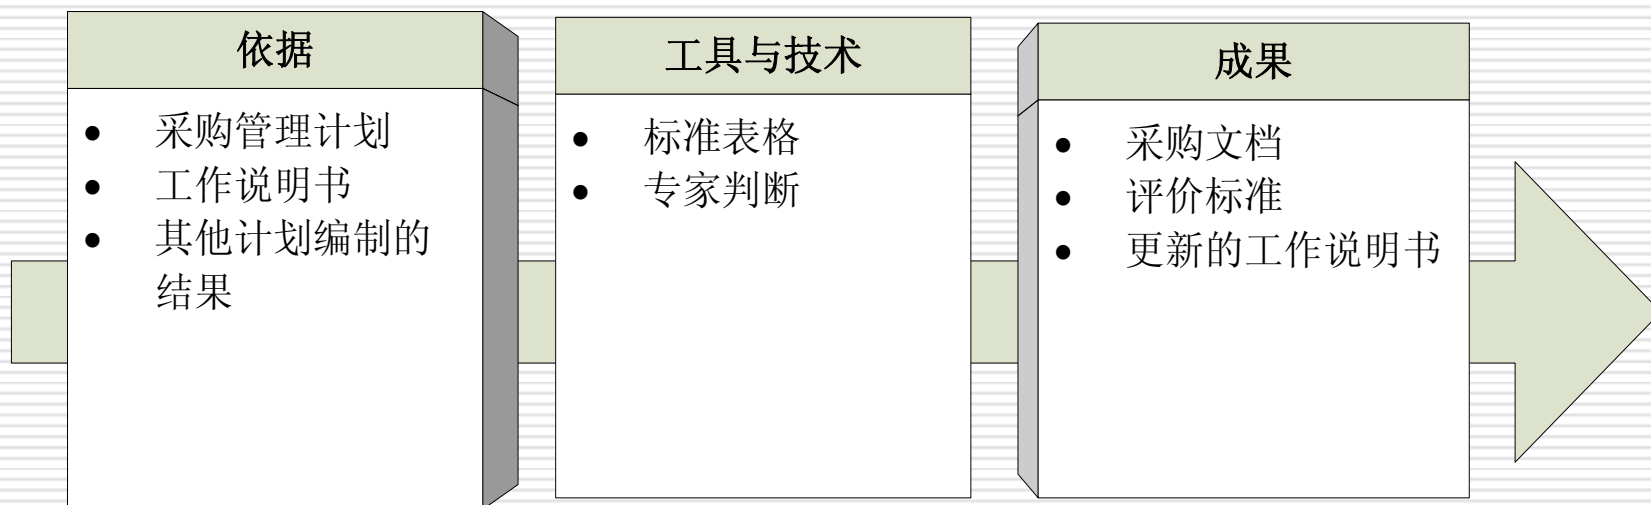 依据
● 采购管理计划
● 工作说明书
● 其他计划编制的
结果
工具与技术
● 标准表格
● 专家判断
成果
● 采购文档
● 评价标准
● 更新的工作说明书